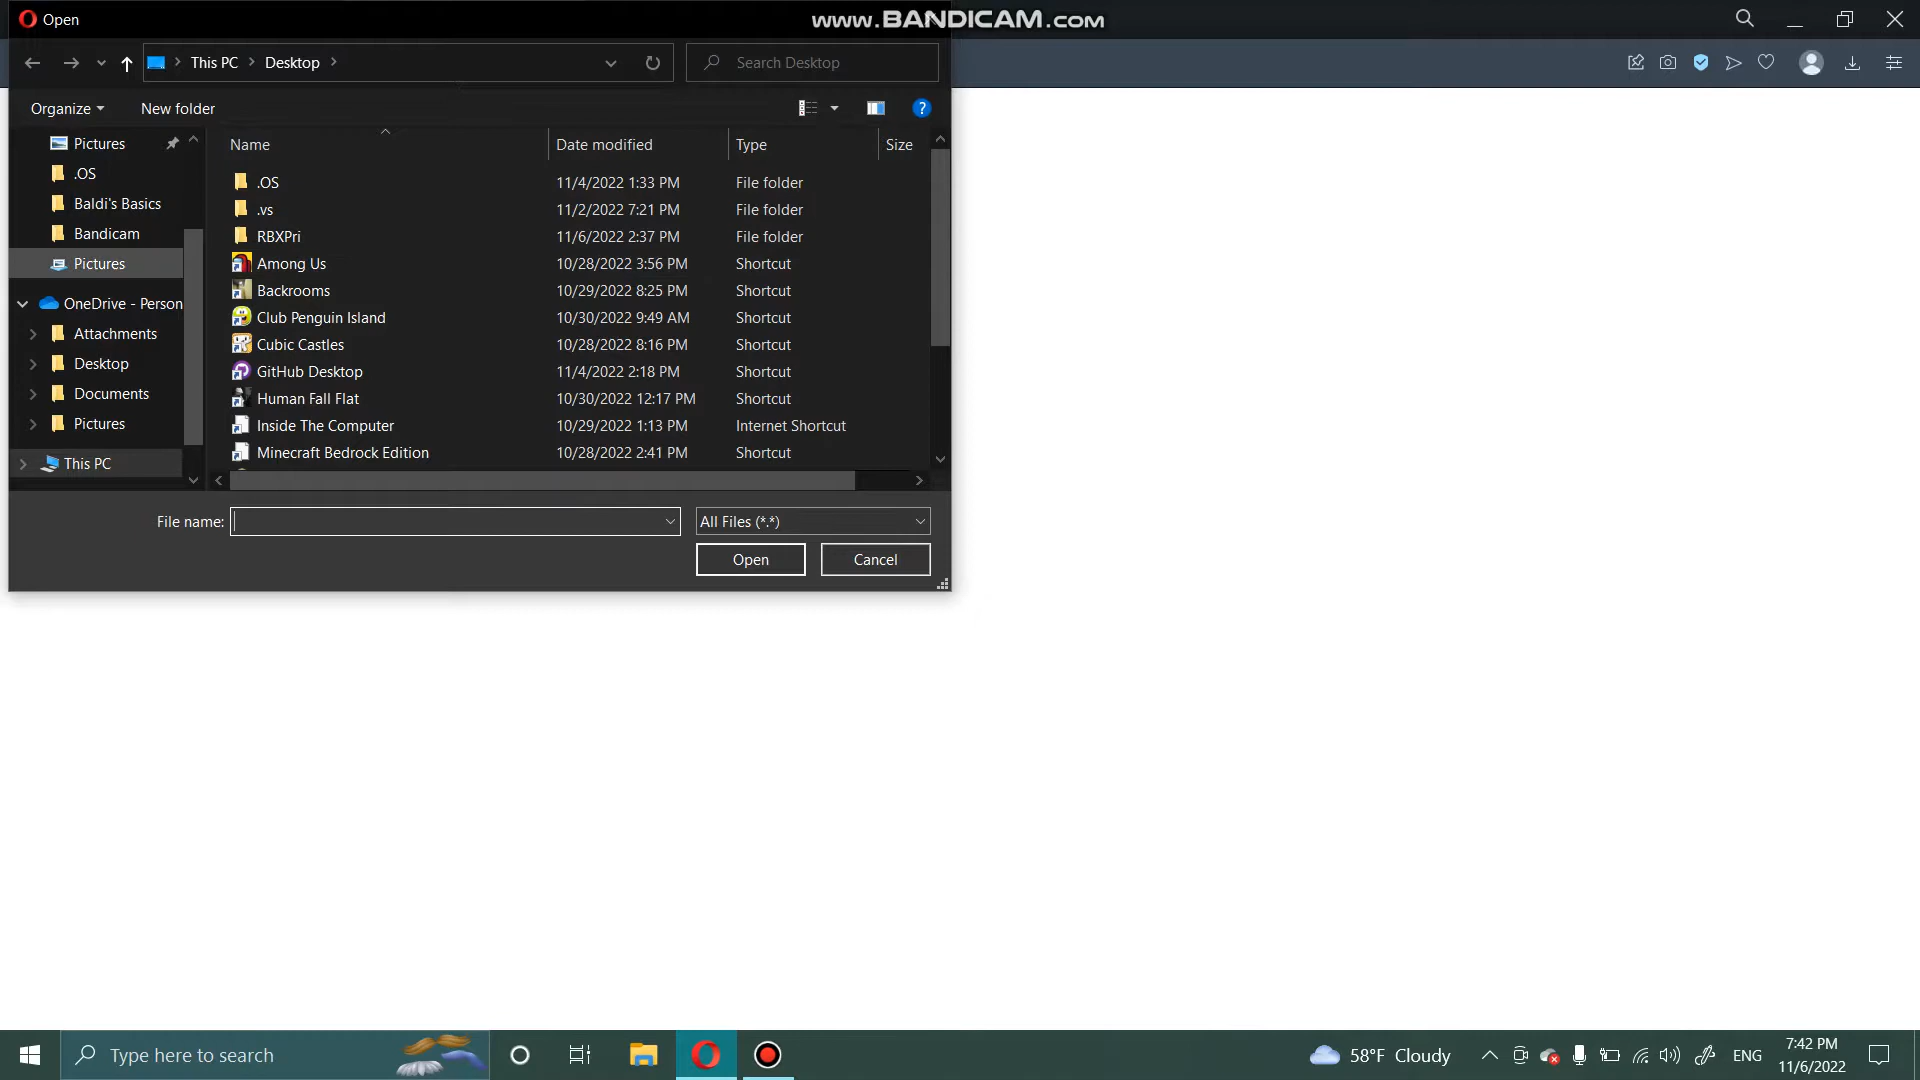 Open
www.BANDICAM.com
This PC
Desktop
Search Desktop
Organize
New folder
?
Name
Date modified
Type
Size
Pictures
.OS
Baldi's Basics
Bandicam
Pictures
OneDrive - Person
Attachments
Desktop
Documents
Pictures
This PC
.OS 11/4/2022 1:33 PM File folder
.vs 11/2/2022 7:21 PM File folder
RBXPri 11/6/2022 2:37 PM File folder
Among Us 10/28/2022 3:56 PM Shortcut
Backrooms 10/29/2022 8:25 PM Shortcut
Club Penguin Island 10/30/2022 9:49 AM Shortcut
Cubic Castles 10/28/2022 8:16 PM Shortcut
GitHub Desktop 11/4/2022 2:18 PM Shortcut
Human Fall Flat 10/30/2022 12:17 PM Shortcut
Inside The Computer 10/29/2022 1:13 PM Internet Shortcut
Minecraft Bedrock Edition 10/28/2022 2:41 PM Shortcut
File name:
All Files (*.*)
Open
Cancel
Type here to search
58°F Cloudy
ENG
7:42 PM
11/6/2022